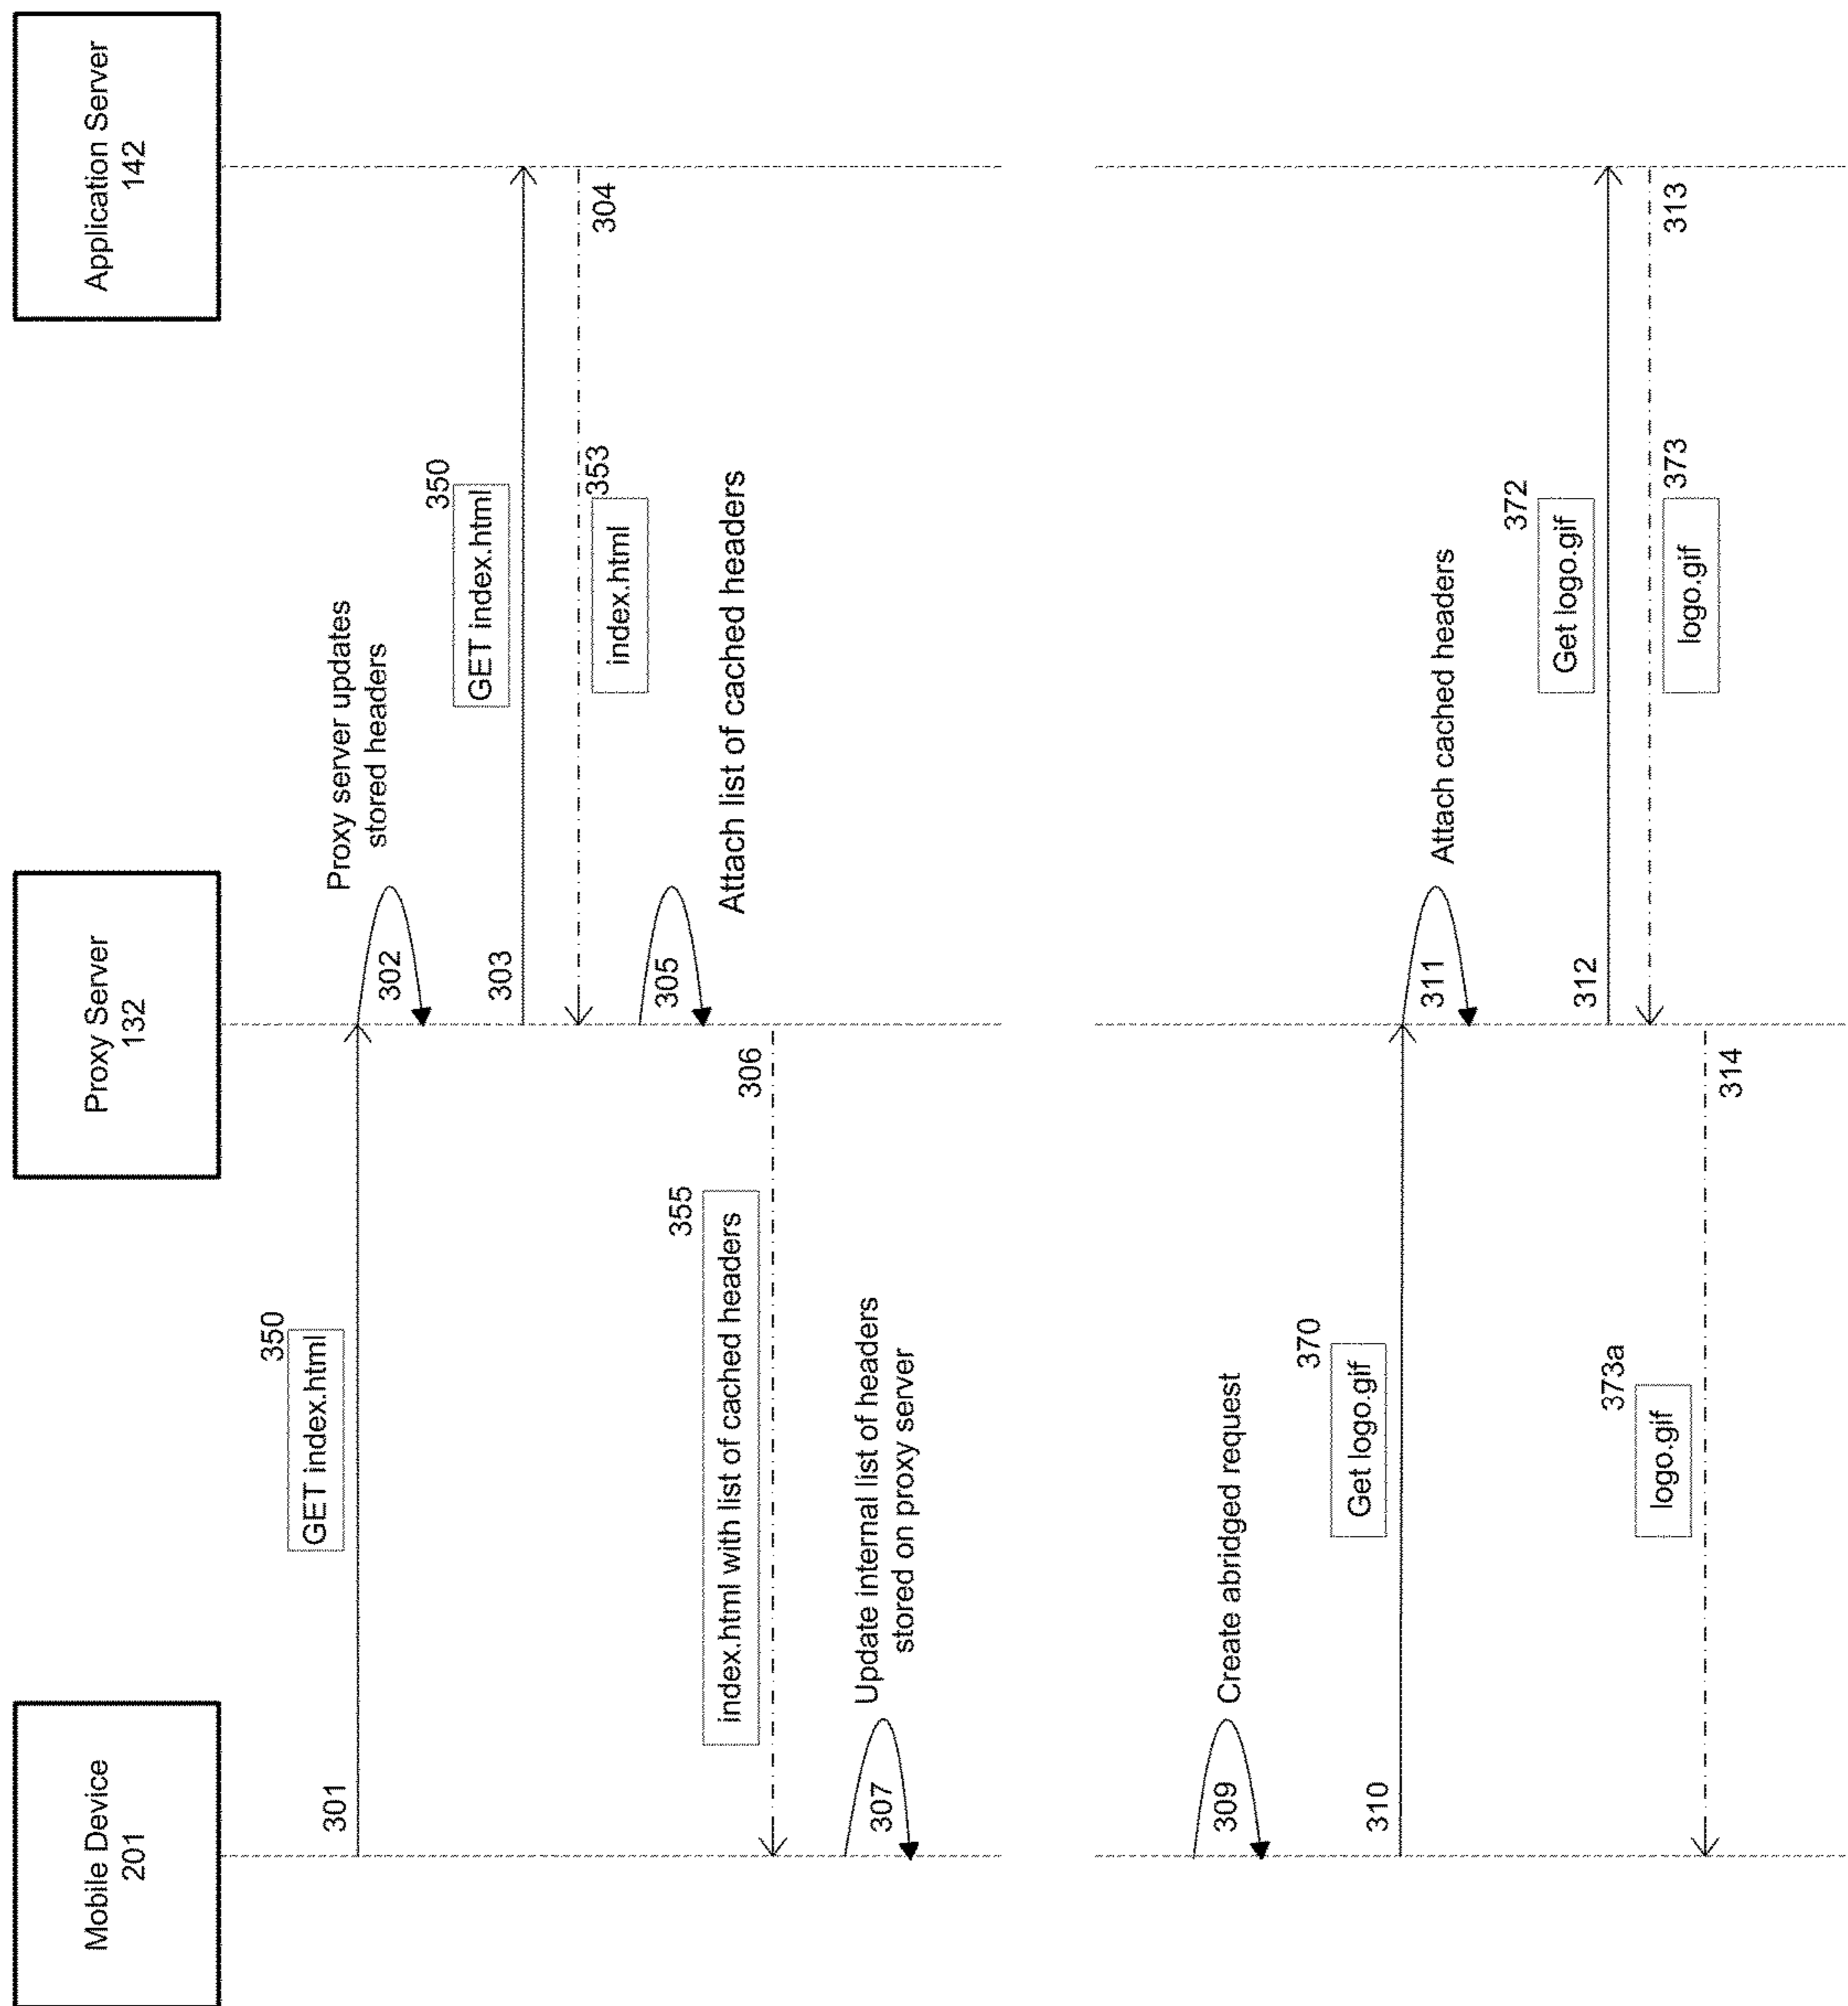 Mobile Device
201
Proxy Server
132
Application Server
142
301
350
GET index.html
302
Proxy server updates
stored headers
303
350
GET index.html
304
353
index.html
305
Attach list of cached headers
306
355
index.html with list of cached headers
307
Update internal list of headers
stored on proxy server
309
Create abridged request
310
370
Get logo.gif
311
Attach cached headers
312
372
Get logo.gif
313
373
logo.gif
314
373a
logo.gif